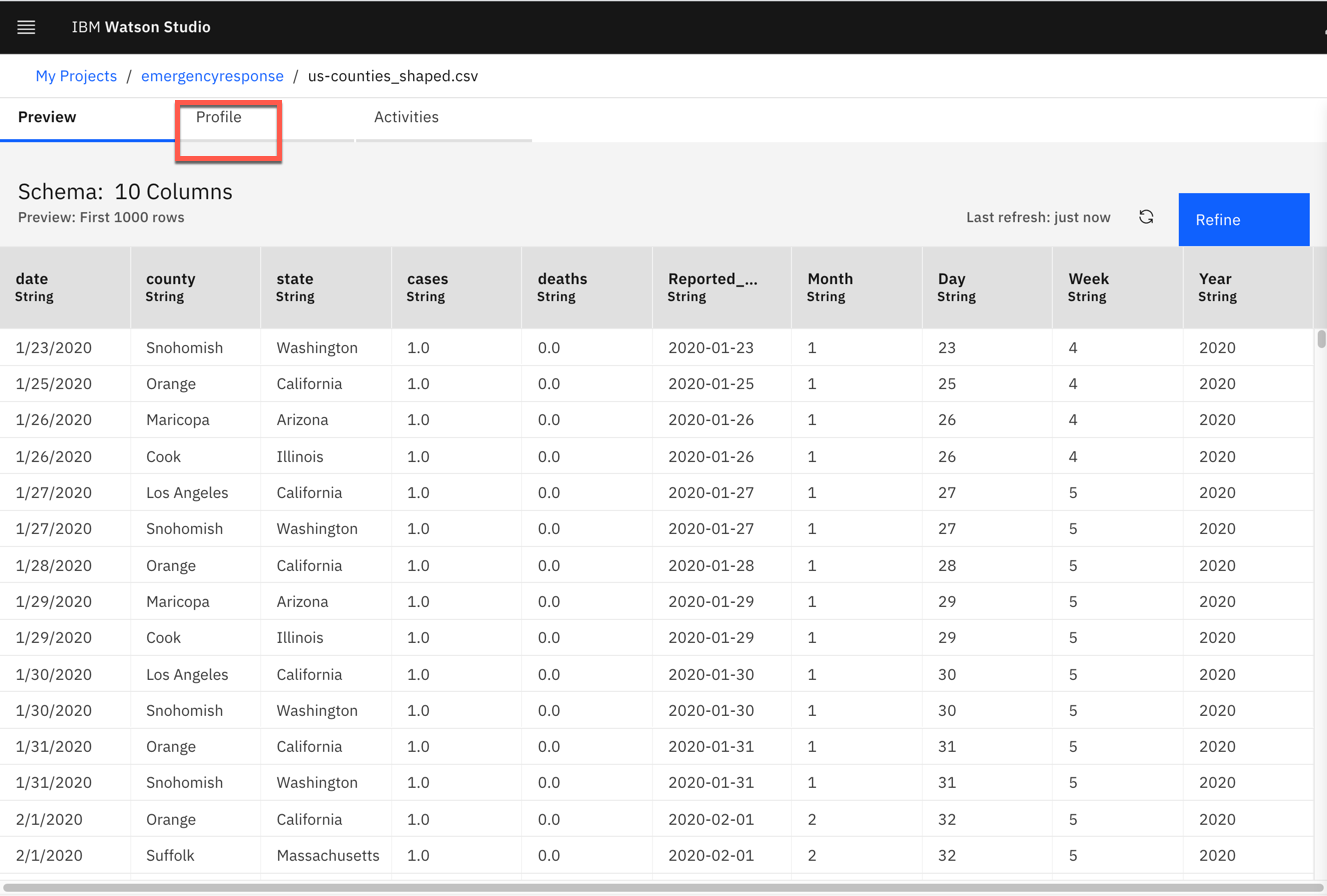 IBM Watson Studio
My Projects / emergencyresponse / us-counties_shaped.csv
Preview Profile Activities
Schema: 10 Columns
Preview: First 1000 rows
Last refresh: just now
Refine
date county state cases deaths Reported_... Month Day Week Year
String String String String String String String String String String
1/23/2020 Snohomish Washington 1.0 0.0 2020-01-23 1 23 4 2020
1/25/2020 Orange California 1.0 0.0 2020-01-25 1 25 4 2020
1/26/2020 Maricopa Arizona 1.0 0.0 2020-01-26 1 26 4 2020
1/26/2020 Cook Illinois 1.0 0.0 2020-01-26 1 26 4 2020
1/27/2020 Los Angeles California 1.0 0.0 2020-01-27 1 27 5 2020
1/27/2020 Snohomish Washington 1.0 0.0 2020-01-27 1 27 5 2020
1/28/2020 Orange California 1.0 0.0 2020-01-28 1 28 5 2020
1/29/2020 Maricopa Arizona 1.0 0.0 2020-01-29 1 29 5 2020
1/29/2020 Cook Illinois 1.0 0.0 2020-01-29 1 29 5 2020
1/30/2020 Los Angeles California 1.0 0.0 2020-01-30 1 30 5 2020
1/30/2020 Snohomish Washington 1.0 0.0 2020-01-30 1 30 5 2020
1/31/2020 Orange California 1.0 0.0 2020-01-31 1 31 5 2020
1/31/2020 Snohomish Washington 1.0 0.0 2020-01-31 1 31 5 2020
2/1/2020 Orange California 1.0 0.0 2020-02-01 2 32 5 2020
2/1/2020 Suffolk Massachusetts 1.0 0.0 2020-02-01 2 32 5 2020